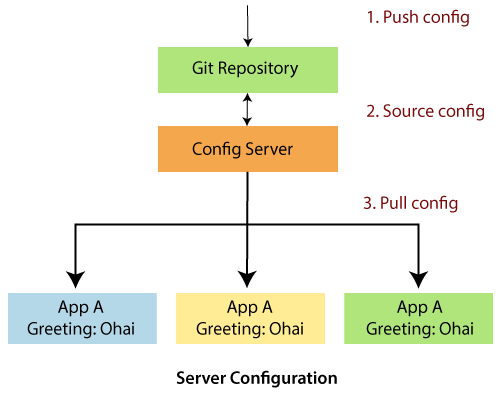 1. Push config
Git Repository
2. Source config
Config Server
3. Pull config
App A
Greeting: Ohai
App A
Greeting: Ohai
App A
Greeting: Ohai
Server Configuration